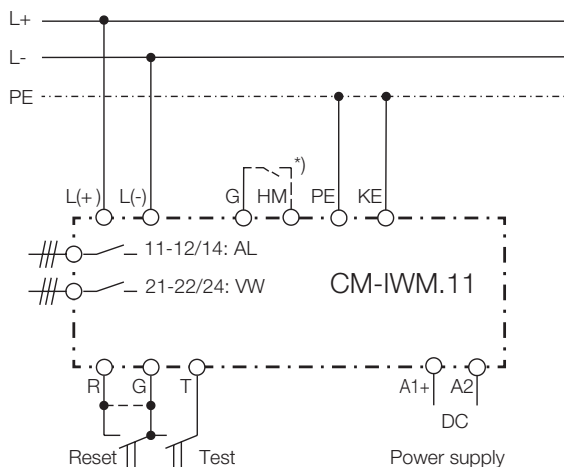 L+
L-
PE
*)
L(+) L(-) G HM PE KE
11-12/14: AL
21-22/24: VW
CM-IWM.11
R G T A1+ A2
DC
Reset Test Power supply